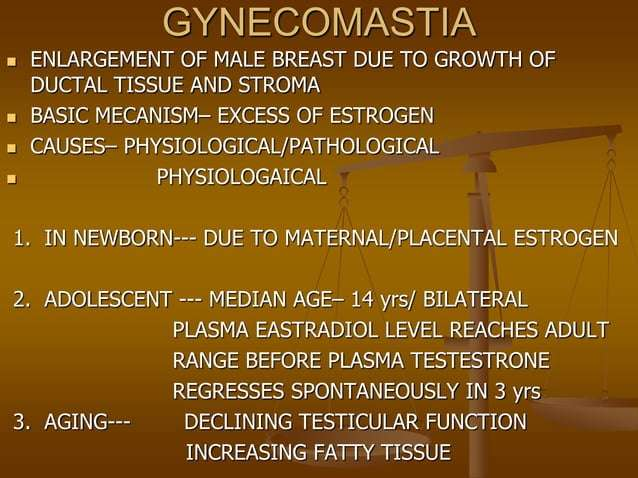 GYNECOMASTIA
ENLARGEMENT OF MALE BREAST DUE TO GROWTH OF
DUCTAL TISSUE AND STROMA
BASIC MECANISM– EXCESS OF ESTROGEN
CAUSES– PHYSIOLOGICAL/PATHOLOGICAL
PHYSIOLOGAICAL
1. IN NEWBORN--- DUE TO MATERNAL/PLACENTAL ESTROGEN
2. ADOLESCENT --- MEDIAN AGE– 14 yrs/ BILATERAL
PLASMA EASTRADIOL LEVEL REACHES ADULT
RANGE BEFORE PLASMA TESTESTRONE
REGRESSES SPONTANEOUSLY IN 3 yrs
3. AGING--- DECLINING TESTICULAR FUNCTION
INCREASING FATTY TISSUE